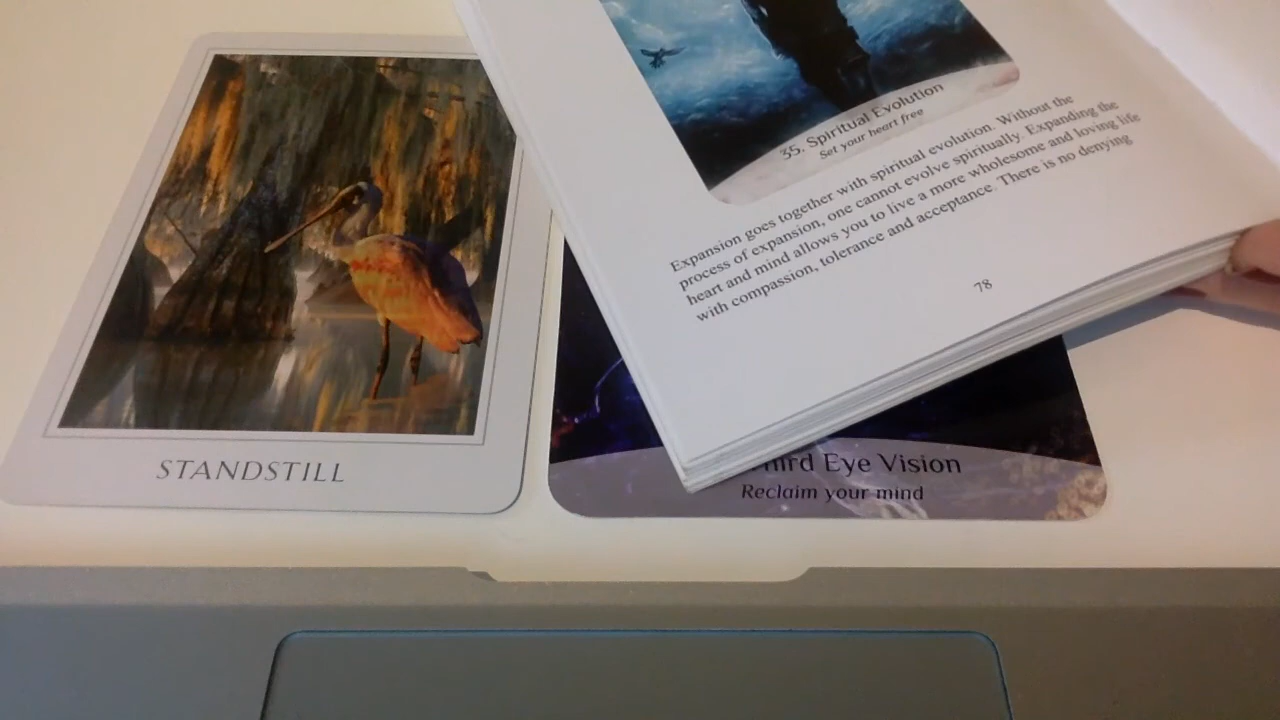 STANDSTILL
35. Spiritual Evolution
Set your heart free
Expansion goes together with spiritual evolution. Without the
process of expansion, one cannot evolve spiritually. Expanding the
heart and mind allows you to live a more wholesome and loving life
with compassion, tolerance and acceptance. There is no denying
78
Third Eye Vision
Reclaim your mind